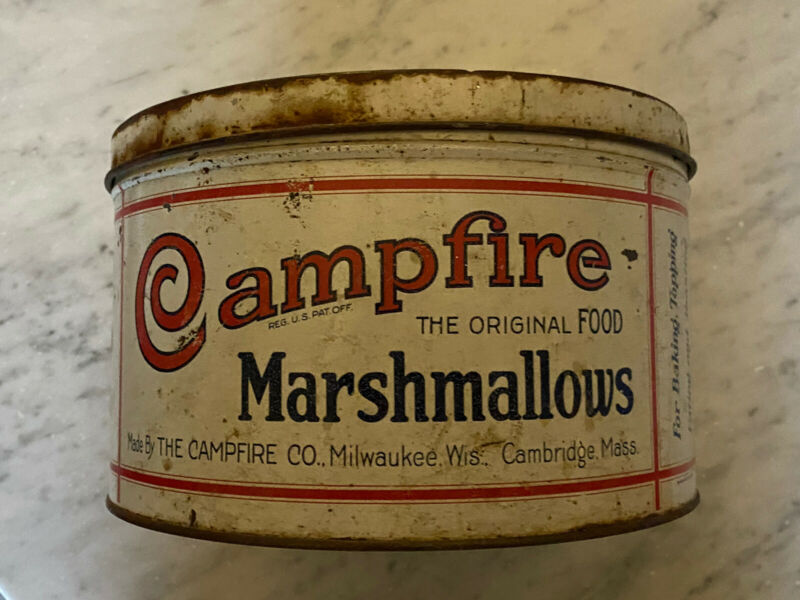 Campfire
REG. U.S. PAT. OFF.
THE ORIGINAL FOOD
Marshmallows
Made By THE CAMPFIRE CO., Milwaukee, Wis., Cambridge, Mass.
For Baking, Topping